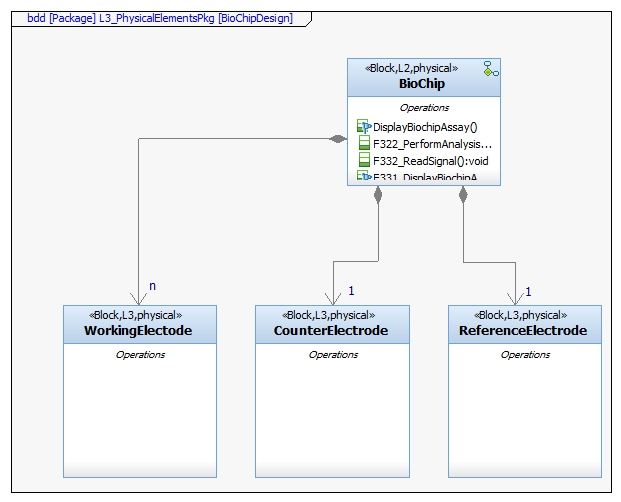 bdd [Package] L3_PhysicalElementsPkg [BioChipDesign]
«Block,L2,physical»
BioChip
Operations
DisplayBiochipAssay()
F322_PerformAnalysis...
F332_ReadSignal():void
F331_DisplayBiochipA
n
1
1
«Block,L3,physical»
WorkingElectode
Operations
«Block,L3,physical»
CounterElectrode
Operations
«Block,L3,physical»
ReferenceElectrode
Operations